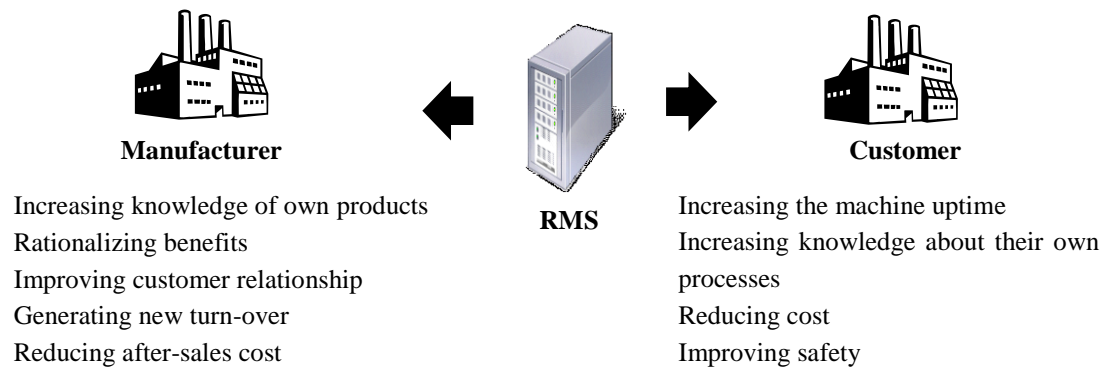 Manufacturer
Increasing knowledge of own products
Rationalizing benefits
Improving customer relationship
Generating new turn-over
Reducing after-sales cost
RMS
Customer
Increasing the machine uptime
Increasing knowledge about their own
processes
Reducing cost
Improving safety